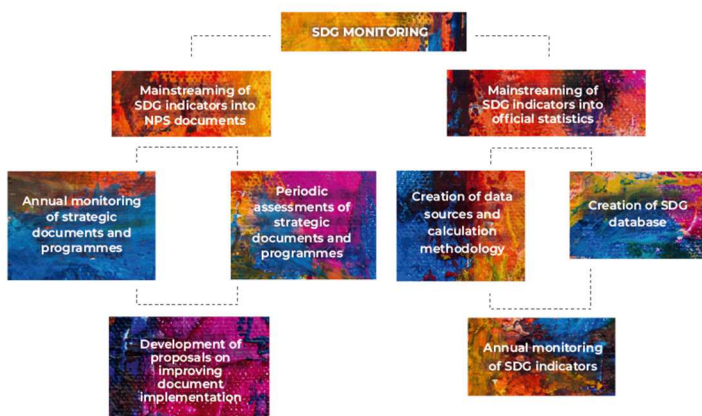 SDG MONITORING
Mainstreaming of
SDG indicators into
NPS documents
Mainstreaming of
SDG indicators into
official statistics
Annual monitoring
of strategic
documents and
programmes
Periodic
assessments of
strategic
documents and
programmes
Creation of data
sources and
calculation
methodology
Creation of SDG
database
Development of
proposals on
improving
document
implementation
Annual monitoring
of SDG indicators